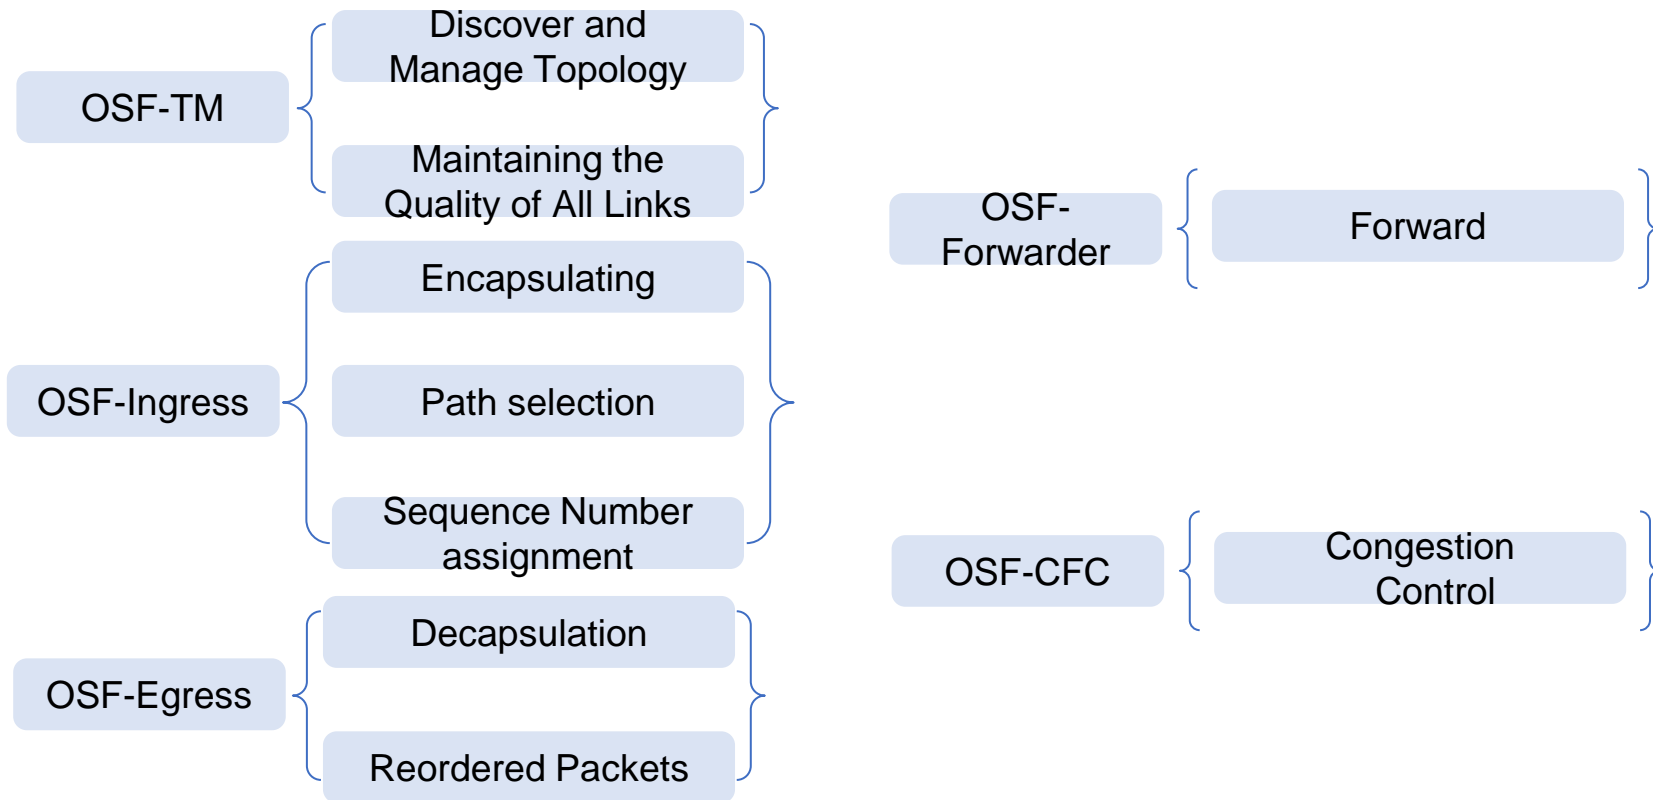 OSF-TM
Discover and
Manage Topology
Maintaining the
Quality of All Links
OSF-Ingress
Encapsulating
Path selection
Sequence Number
assignment
OSF-Egress
Decapsulation
Reordered Packets
OSF-
Forwarder
Forward
OSF-CFC
Congestion
Control